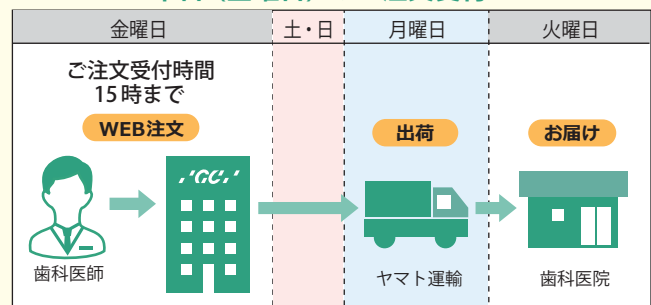 金曜日
土・日
月曜日
火曜日
ご注文受付時間
15時まで
WEB注文
出荷
お届け
,'GC,'
歯科医師
ヤマト運輸
歯科医院